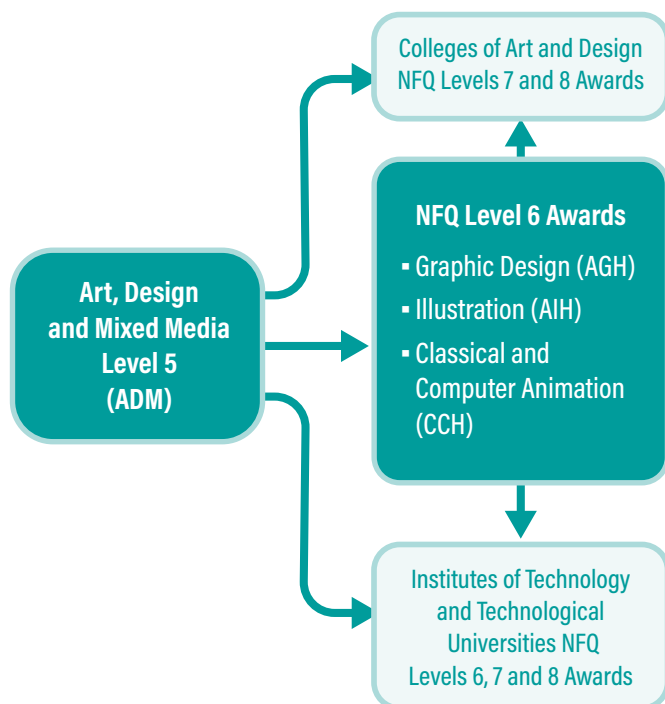 Colleges of Art and Design
NFQ Levels 7 and 8 Awards
Art, Design
and Mixed Media
Level 5
(ADM)
NFQ Level 6 Awards
▪ Graphic Design (AGH)
▪ Illustration (AIH)
▪ Classical and
Computer Animation
(CCH)
Institutes of Technology
and Technological
Universities NFQ
Levels 6, 7 and 8 Awards